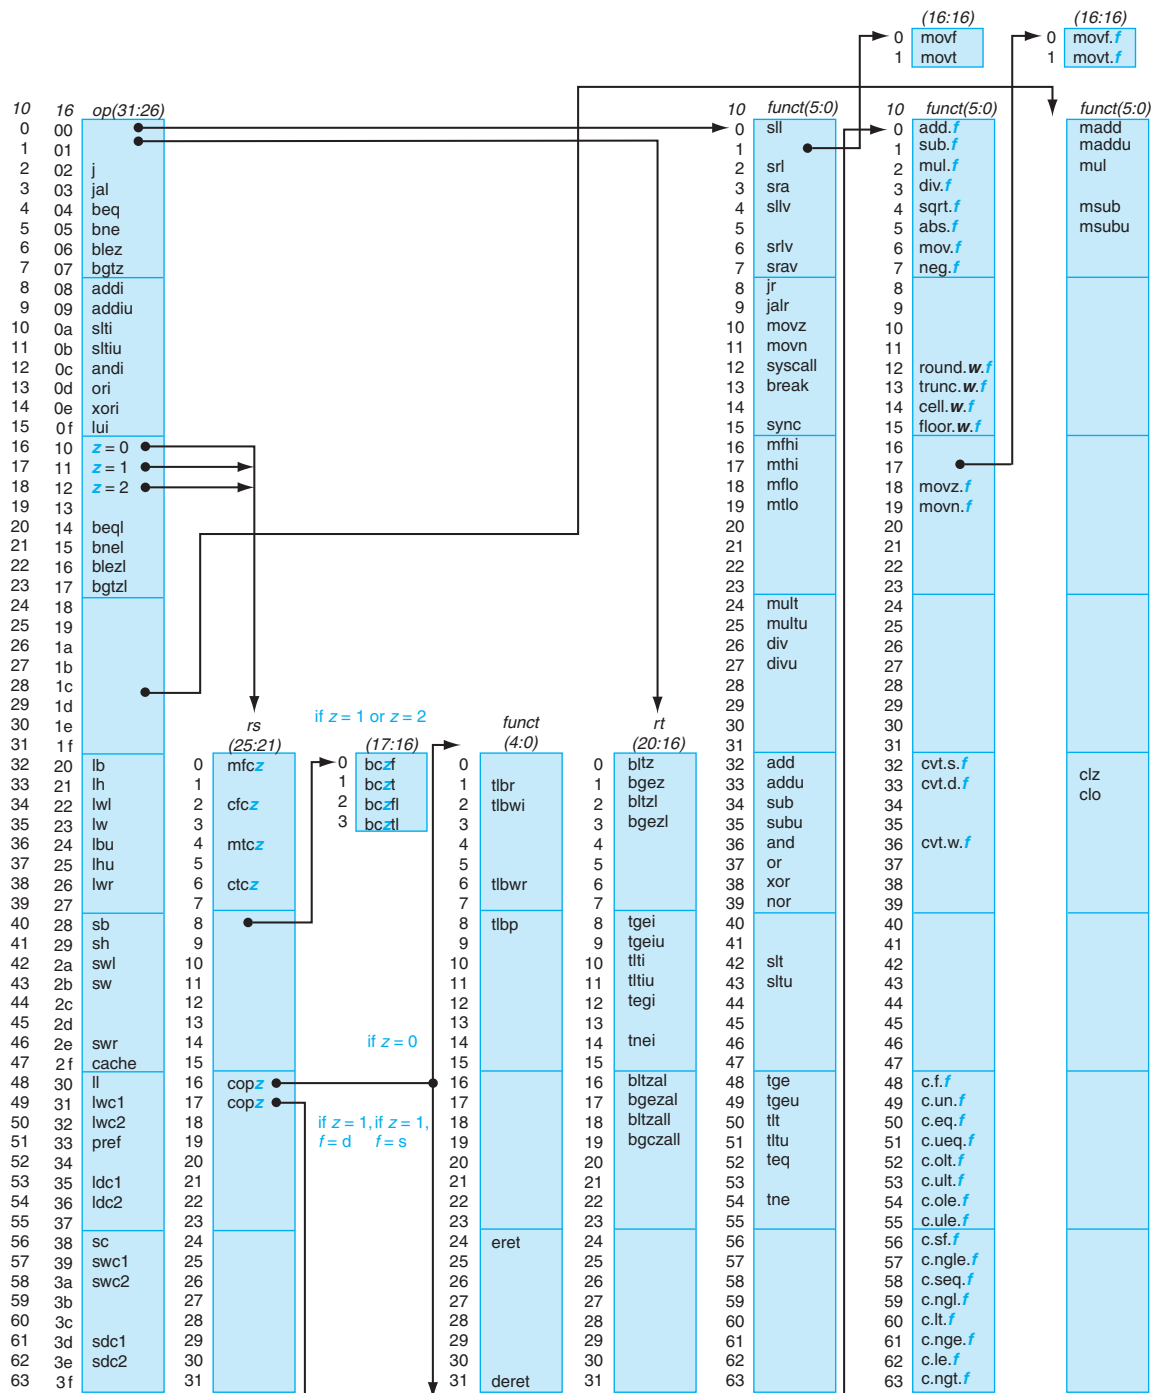 (16:16) (16:16)
0 movf 0 movf.f
1 movt 1 movt.f
10 16 op(31:26) 10 funct(5:0) 10 funct(5:0) funct(5:0)
0 00 0 sll 0 add.f madd
1 01 1 1 sub.f maddu
2 02 j 2 srl 2 mul.f mul
3 03 jal 3 sra 3 div.f
4 04 beq 4 sllv 4 sqrt.f msub
5 05 bne 5 5 abs.f msubu
6 06 blez 6 srlv 6 mov.f
7 07 bgtz 7 srav 7 neg.f
8 08 addi 8 jr 8
9 09 addiu 9 jalr 9
10 0a slti 10 movz 10
11 0b sltiu 11 movn 11
12 0c andi 12 syscall 12 round.w.f
13 0d ori 13 break 13 trunc.w.f
14 0e xori 14 14 cell.w.f
15 0f lui 15 sync 15 floor.w.f
16 10 z = 0 16 mfhi 16
17 11 z = 1 17 mthi 17
18 12 z = 2 18 mflo 18 movz.f
19 13 19 mtlo 19 movn.f
20 14 beql 20 20
21 15 bnel 21 21
22 16 blezl 22 22
23 17 bgtzl 23 23
24 18 24 mult 24
25 19 25 multu 25
26 1a 26 div 26
27 1b 27 divu 27
28 1c 28 28
29 1d 29 29
30 1e rs if z = 1 or z = 2 funct rt 30 30
31 1f (25:21) (17:16) (4:0) (20:16) 31 31
32 20 lb 0 mfcz 0 bczf 0 0 bltz 32 add 32 cvt.s.f clz
33 21 lh 1 1 bczt 1 tlbr 1 bgez 33 addu 33 cvt.d.f clo
34 22 lwl 2 cfcz 2 bczfl 2 tlbwi 2 bltzl 34 sub 34
35 23 lw 3 3 bcztl 3 3 bgezl 35 subu 35
36 24 lbu 4 mtcz 4 4 36 and 36 cvt.w.f
37 25 lhu 5 5 5 37 or 37
38 26 lwr 6 ctcz 6 tlbwr 6 38 xor 38
39 27 7 7 7 39 nor 39
40 28 sb 8 8 tlbp 8 tgei 40 40
41 29 sh 9 9 9 tgeiu 41 41
42 2a swl 10 10 10 tlti 42 slt 42
43 2b sw 11 11 11 tltiu 43 sltu 43
44 2c 12 12 12 tegi 44 44
45 2d 13 13 13 45 45
46 2e swr 14 if z = 0 14 14 tnei 46 46
47 2f cache 15 15 15 47 47
48 30 ll 16 copz 16 16 bltzal 48 tge 48 c.f.f
49 31 lwc1 17 copz 17 17 bgezal 49 tgeu 49 c.un.f
50 32 lwc2 18 if z = 1, if z = 1, 18 18 bltzall 50 tlt 50 c.eq.f
51 33 pref 19 f = d f = s 19 19 bgczall 51 tltu 51 c.ueq.f
52 34 20 20 20 52 teq 52 c.olt.f
53 35 ldc1 21 21 21 53 53 c.ult.f
54 36 ldc2 22 22 22 54 tne 54 c.ole.f
55 37 23 23 23 55 55 c.ule.f
56 38 sc 24 24 eret 24 56 56 c.sf.f
57 39 swc1 25 25 25 57 57 c.ngle.f
58 3a swc2 26 26 26 58 58 c.seq.f
59 3b 27 27 27 59 59 c.ngl.f
60 3c 28 28 28 60 60 c.lt.f
61 3d sdc1 29 29 29 61 61 c.nge.f
62 3e sdc2 30 30 30 62 62 c.le.f
63 3f 31 31 deret 31 63 63 c.ngt.f